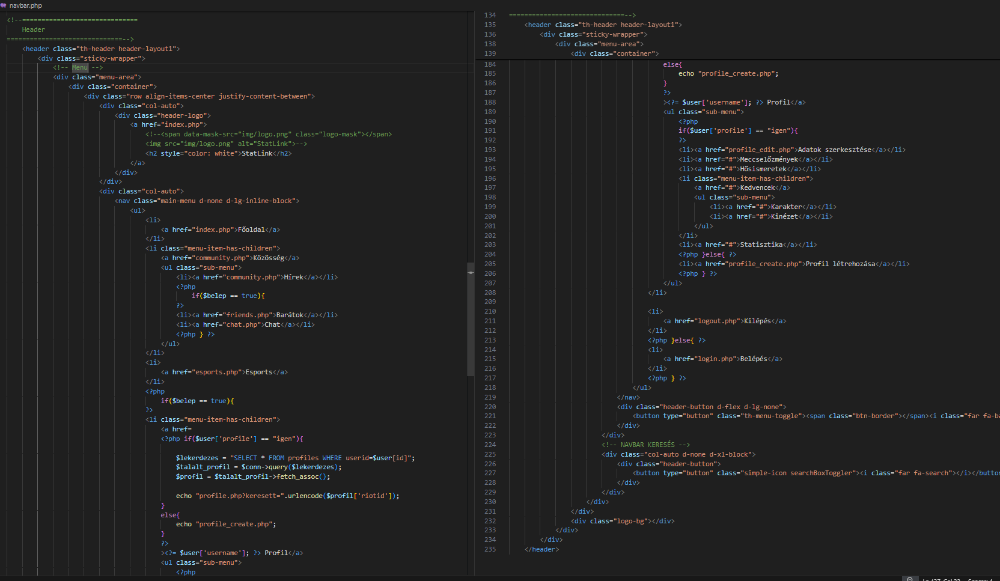 navbar.php
<!--==============================
    Header
==============================-->
    <header class="th-header header-layout1">
        <div class="sticky-wrapper">
            <!-- Menu -->
            <div class="menu-area">
                <div class="container">
                    <div class="row align-items-center justify-content-between">
                        <div class="col-auto">
                            <div class="header-logo">
                                <a href="index.php">
                                    <!--<span data-mask-src="img/logo.png" class="logo-mask"></span>
                                    <img src="img/logo.png" alt="StatLink">-->
                                    <h2 style="color: white">StatLink</h2>
                                </a>
                            </div>
                        </div>
                        <div class="col-auto">
                            <nav class="main-menu d-none d-lg-inline-block">
                                <ul>
                                    <li>
                                        <a href="index.php">Főoldal</a>
                                    </li>
                                    <li class="menu-item-has-children">
                                        <a href="community.php">Közösség</a>
                                        <ul class="sub-menu">
                                            <li><a href="community.php">Hírek</a></li>
                                            <?php
                                                if($belep == true){
                                            ?>
                                            <li><a href="friends.php">Barátok</a></li>
                                            <li><a href="chat.php">Chat</a></li>
                                            <?php } ?>
                                        </ul>
                                    </li>
                                    <li>
                                        <a href="esports.php">Esports</a>
                                    </li>
                                    <?php
                                        if($belep == true){
                                    ?>
                                    <li class="menu-item-has-children">
                                        <a href=
                                        <?php if($user['profile'] == "igen"){
                                            $lekerdezes = "SELECT * FROM profiles WHERE userid=$user[id]";
                                            $talalt_profil = $conn->query($lekerdezes);
                                            $profil = $talalt_profil->fetch_assoc();
                                            echo "profile.php?keresett=".urlencode($profil['riotid']);
                                        }
                                        else{
                                            echo "profile_create.php";
                                        }
                                        ?>
                                        ><?= $user['username']; ?> Profil</a>
                                        <ul class="sub-menu">
                                            <?php
134 ==============================-->
135     <header class="th-header header-layout1">
136         <div class="sticky-wrapper">
138             <div class="menu-area">
139                 <div class="container">
184                                         else{
185                                             echo "profile_create.php";
186                                         }
187                                         ?>
188                                         ><?= $user['username']; ?> Profil</a>
189                                         <ul class="sub-menu">
190                                             <?php
191                                             if($user['profile'] == "igen"){
192                                             ?>
193                                             <li><a href="profile_edit.php">Adatok szerkesztése</a></li>
194                                             <li><a href="#">Meccselőzmények</a></li>
195                                             <li><a href="#">Hősismeretek</a></li>
196                                             <li class="menu-item-has-children">
197                                                 <a href="#">Kedvencek</a>
198                                                 <ul class="sub-menu">
199                                                     <li><a href="#">Karakter</a></li>
200                                                     <li><a href="#">Kinézet</a></li>
201                                                 </ul>
202                                             </li>
203                                             <li><a href="#">Statisztika</a></li>
204                                             <?php }else{ ?>
205                                             <li><a href="profile_create.php">Profil létrehozása</a></li>
206                                             <?php } ?>
207                                         </ul>
208                                     </li>
209
210                                     <li>
211                                         <a href="logout.php">Kilépés</a>
212                                     </li>
213                                     <?php }else{ ?>
214                                     <li>
215                                         <a href="login.php">Belépés</a>
216                                     </li>
217                                     <?php } ?>
218                                 </ul>
219                             </nav>
220                             <div class="header-button d-flex d-lg-none">
221                                 <button type="button" class="th-menu-toggle"><span class="btn-border"></span><i class="far fa-ba
222                             </div>
223                         </div>
224                         <!-- NAVBAR KERESÉS -->
225                         <div class="col-auto d-none d-xl-block">
226                             <div class="header-button">
227                                 <button type="button" class="simple-icon searchBoxToggler"><i class="far fa-search"></i></button
228                             </div>
229                         </div>
230                     </div>
231                 </div>
232                 <div class="logo-bg"></div>
233             </div>
234         </div>
235     </header>